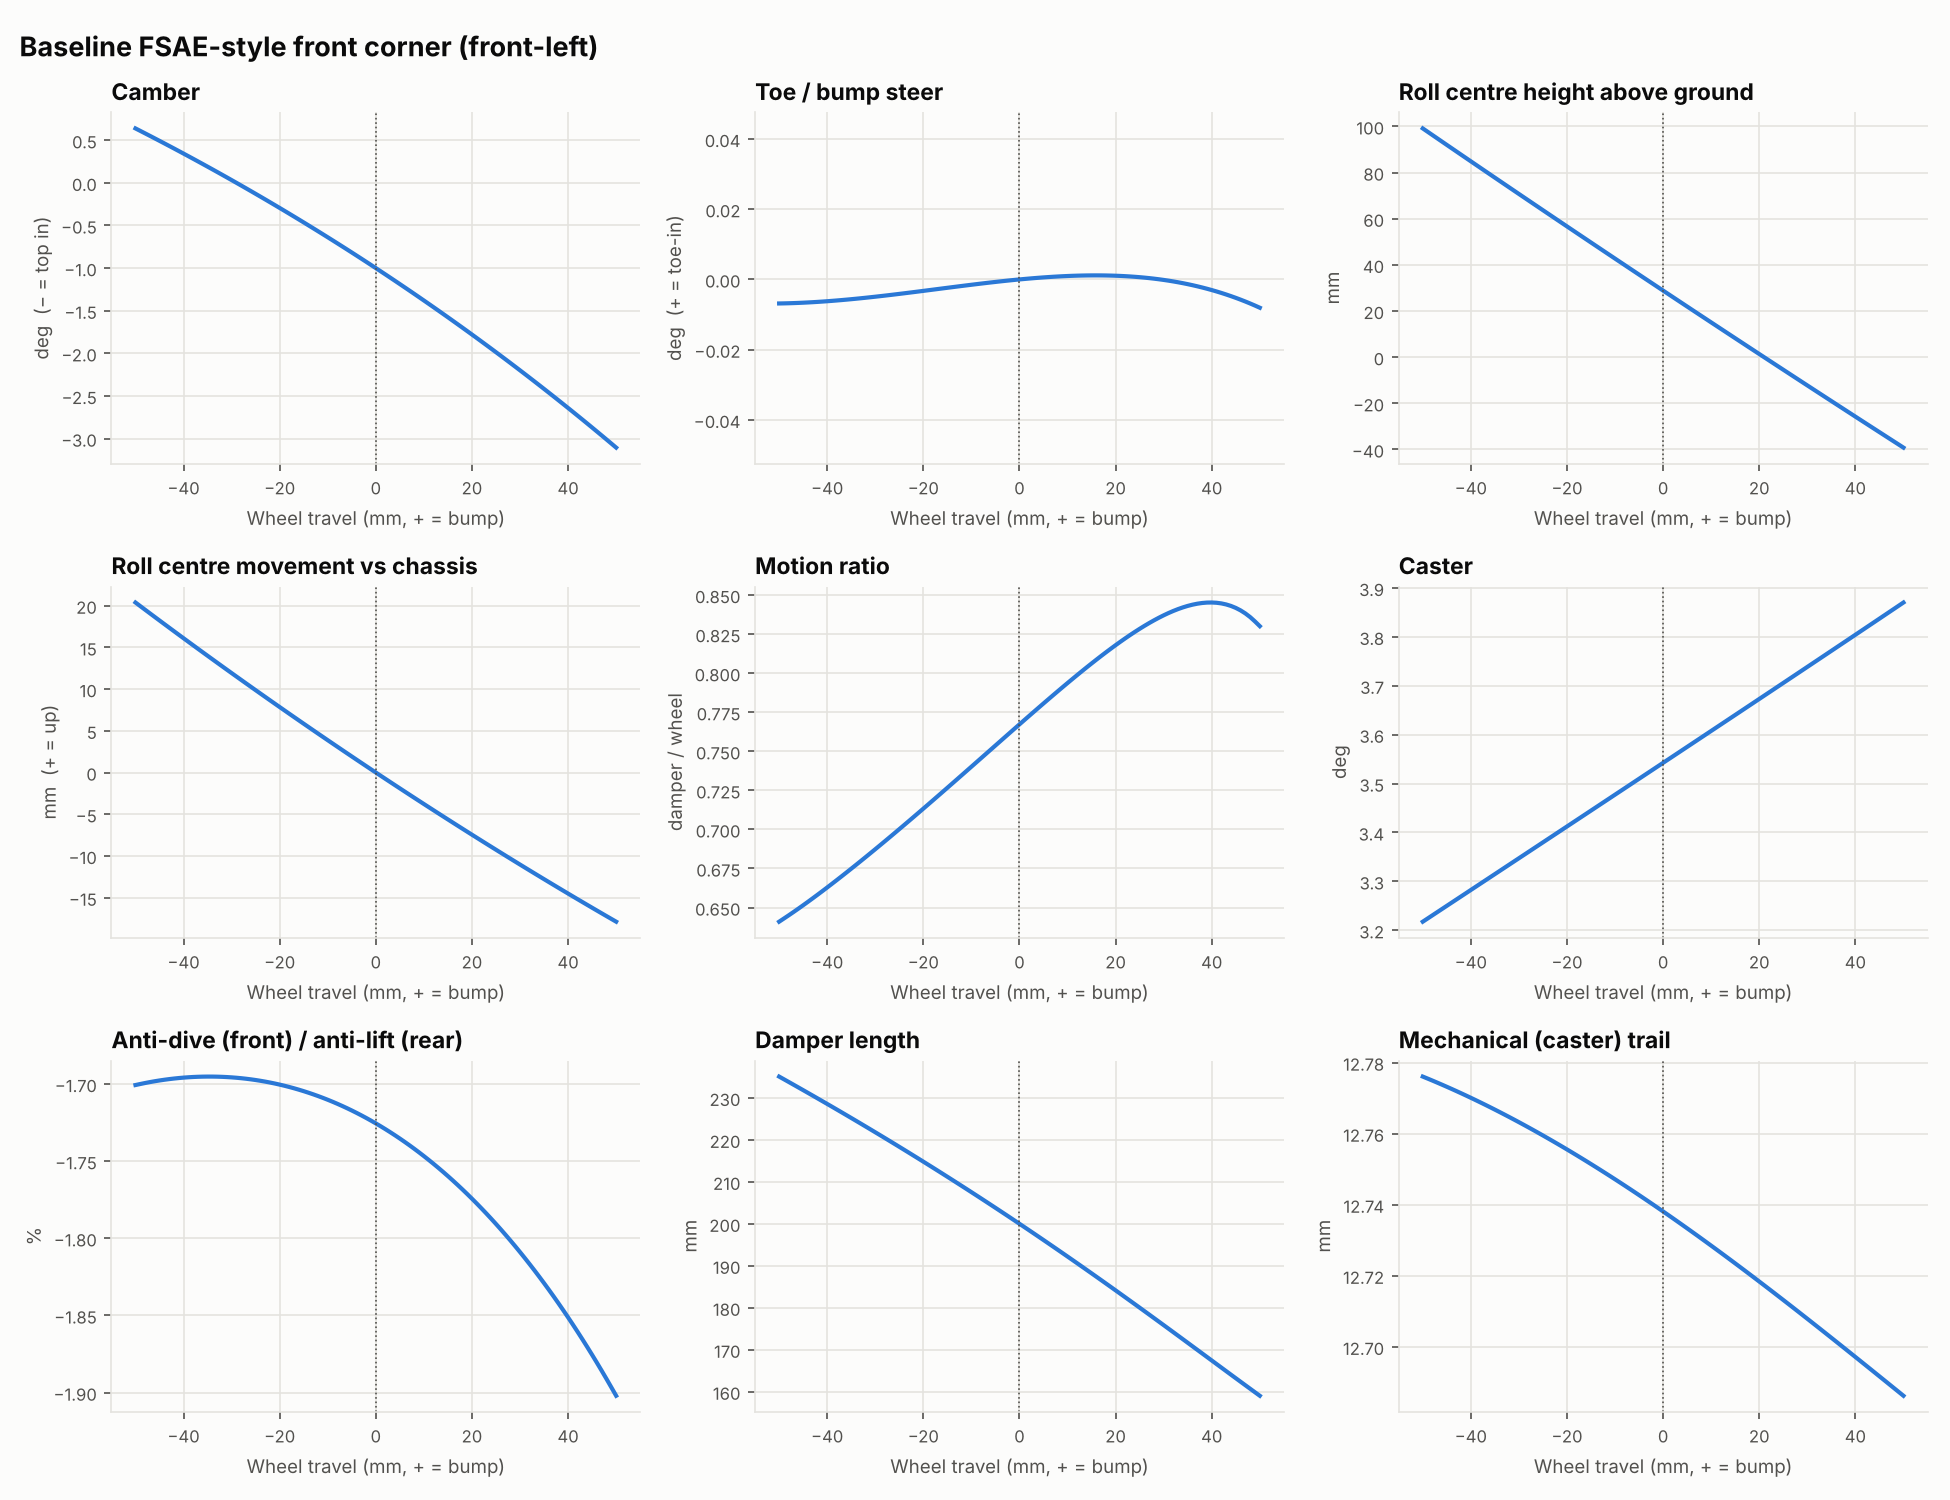 Baseline FSAE-style front corner (front-left)
Camber
deg (− = top in)
0.5
0.0
−0.5
−1.0
−1.5
−2.0
−2.5
−3.0
−40 −20 0 20 40
Wheel travel (mm, + = bump)
Toe / bump steer
deg (+ = toe-in)
0.04
0.02
0.00
−0.02
−0.04
−40 −20 0 20 40
Wheel travel (mm, + = bump)
Roll centre height above ground
mm
100
80
60
40
20
0
−20
−40
−40 −20 0 20 40
Wheel travel (mm, + = bump)
Roll centre movement vs chassis
mm (+ = up)
20
15
10
5
0
−5
−10
−15
−40 −20 0 20 40
Wheel travel (mm, + = bump)
Motion ratio
damper / wheel
0.850
0.825
0.800
0.775
0.750
0.725
0.700
0.675
0.650
−40 −20 0 20 40
Wheel travel (mm, + = bump)
Caster
deg
3.9
3.8
3.7
3.6
3.5
3.4
3.3
3.2
−40 −20 0 20 40
Wheel travel (mm, + = bump)
Anti-dive (front) / anti-lift (rear)
%
−1.70
−1.75
−1.80
−1.85
−1.90
−40 −20 0 20 40
Wheel travel (mm, + = bump)
Damper length
mm
230
220
210
200
190
180
170
160
−40 −20 0 20 40
Wheel travel (mm, + = bump)
Mechanical (caster) trail
mm
12.78
12.76
12.74
12.72
12.70
−40 −20 0 20 40
Wheel travel (mm, + = bump)